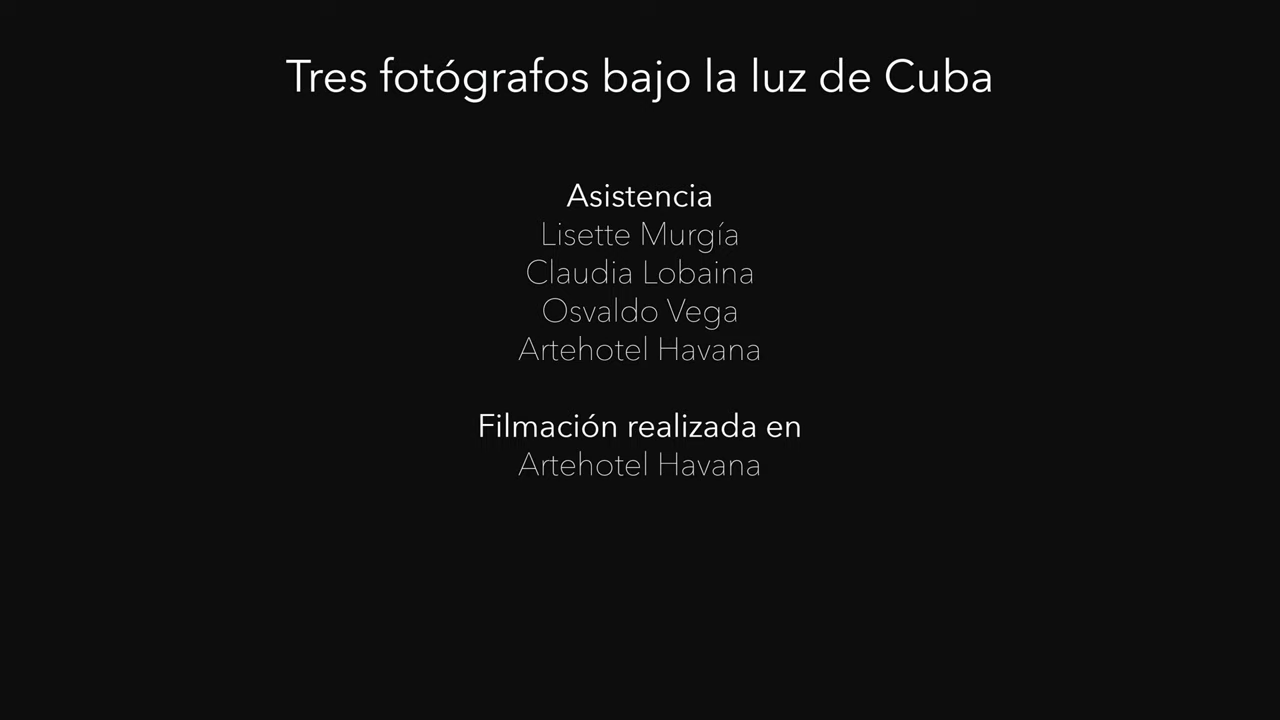 Tres fotógrafos bajo la luz de Cuba
Asistencia
Lisette Murgía
Claudia Lobaina
Osvaldo Vega
Artehotel Havana
Filmación realizada en
Artehotel Havana